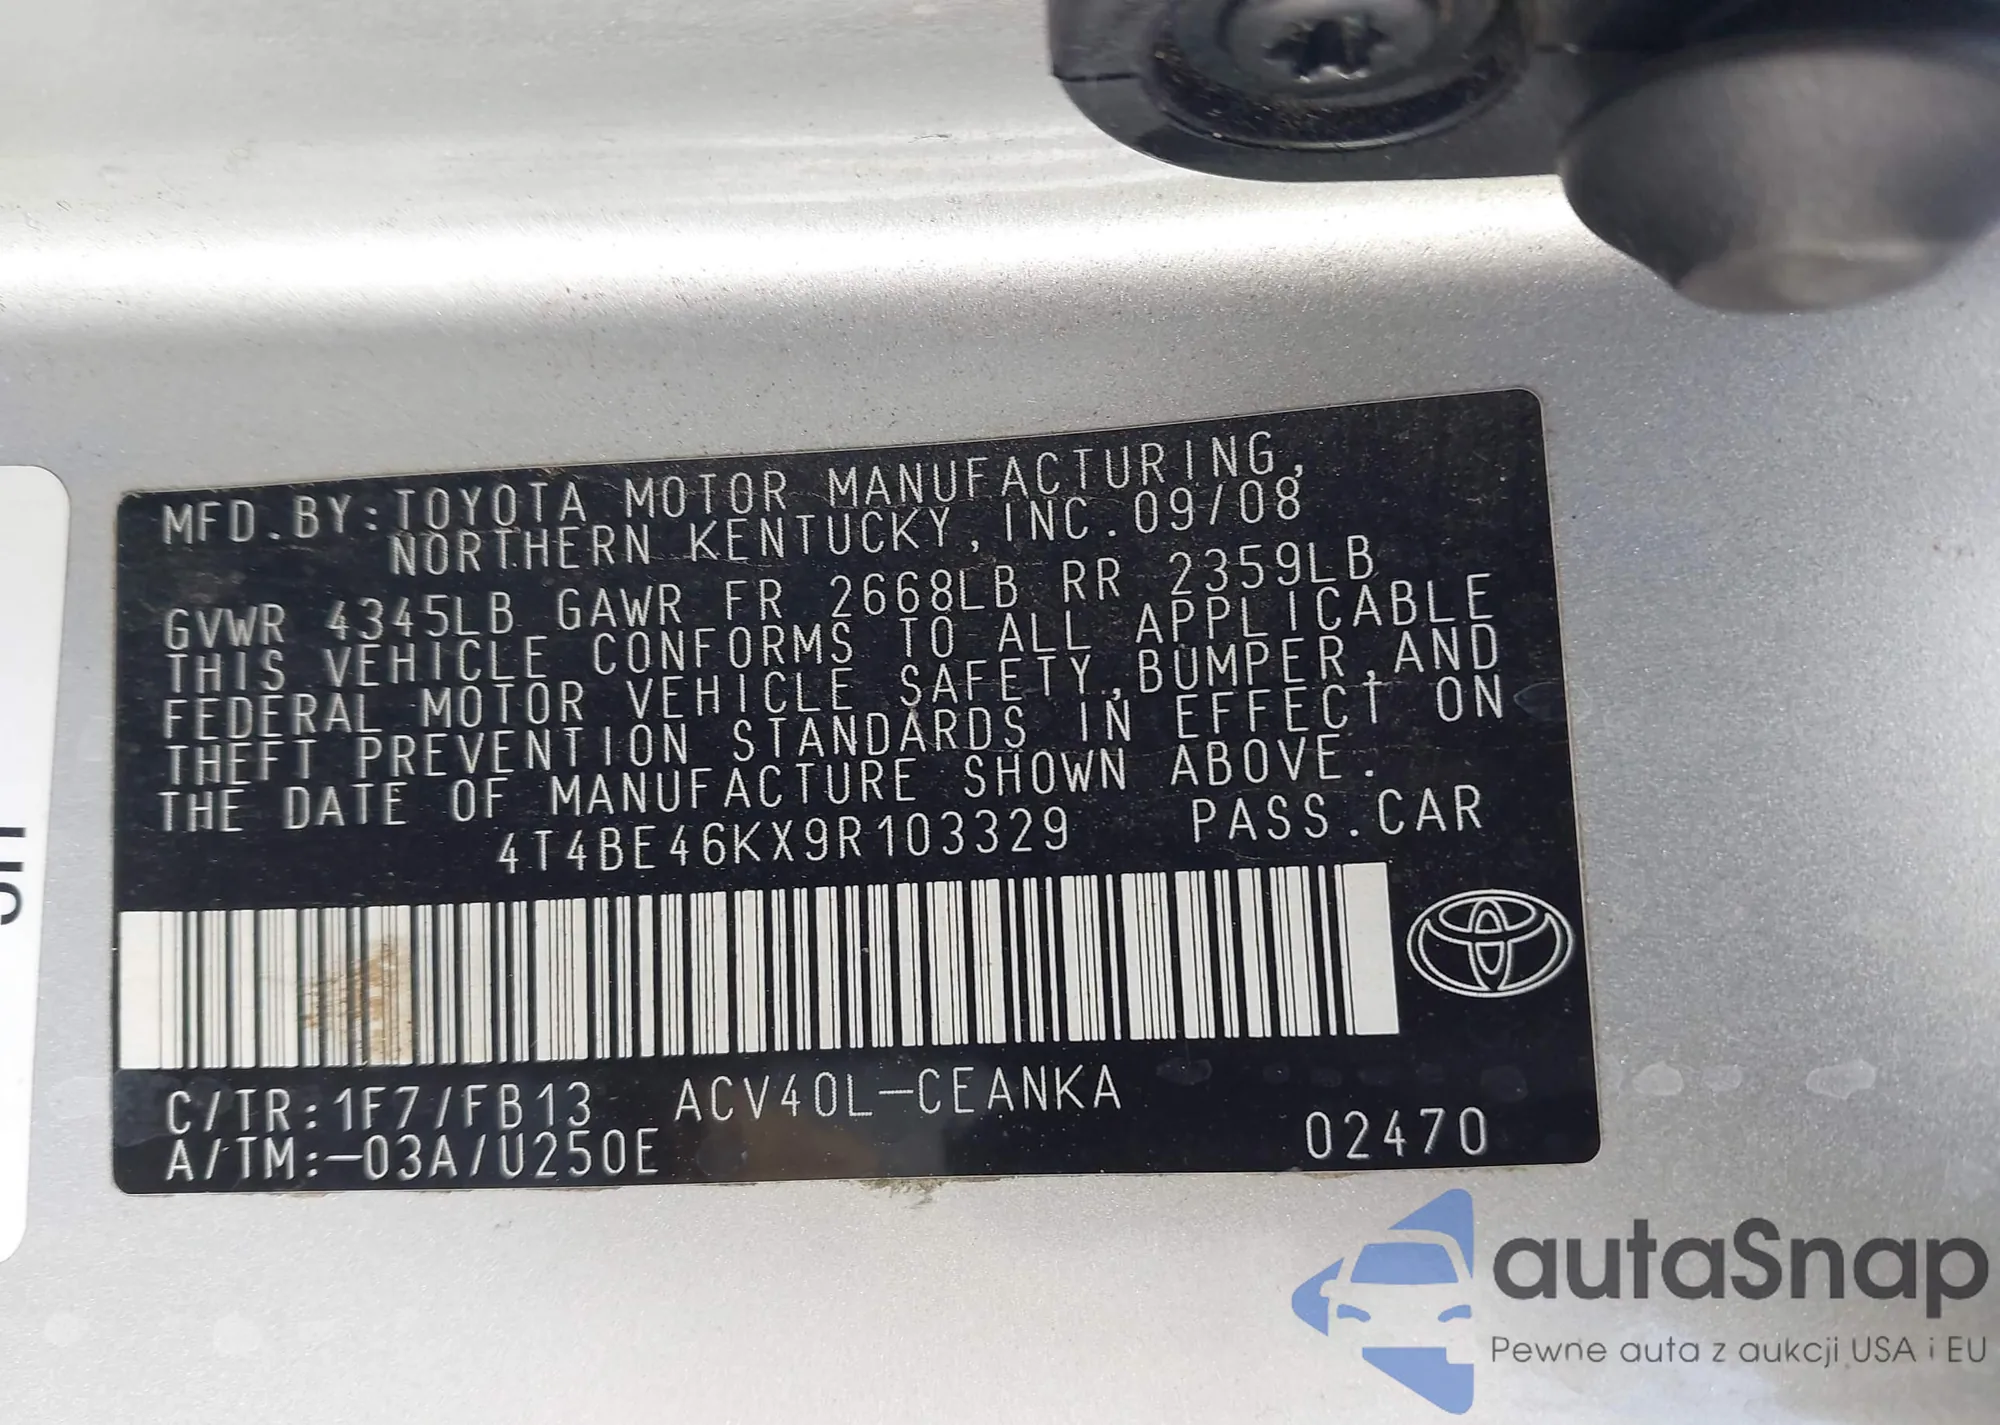 MFD.BY:TOYOTA MOTOR MANUFACTURING,
NORTHERN KENTUCKY, INC.09/08
GVWR 4345LB GAWR FR 2668LB RR 2359LB
THIS VEHICLE CONFORMS TO ALL APPLICABLE
FEDERAL MOTOR VEHICLE SAFETY,BUMPER,AND
THEFT PREVENTION STANDARDS IN EFFECT ON
THE DATE OF MANUFACTURE SHOWN ABOVE.
4T4BE46KX9R103329 PASS.CAR
C/TR:1F7/FB13 ACV40L-CEANKA
A/TM:-03A/U250E 02470
autaSnap
Pewne auta z aukcji USA i EU